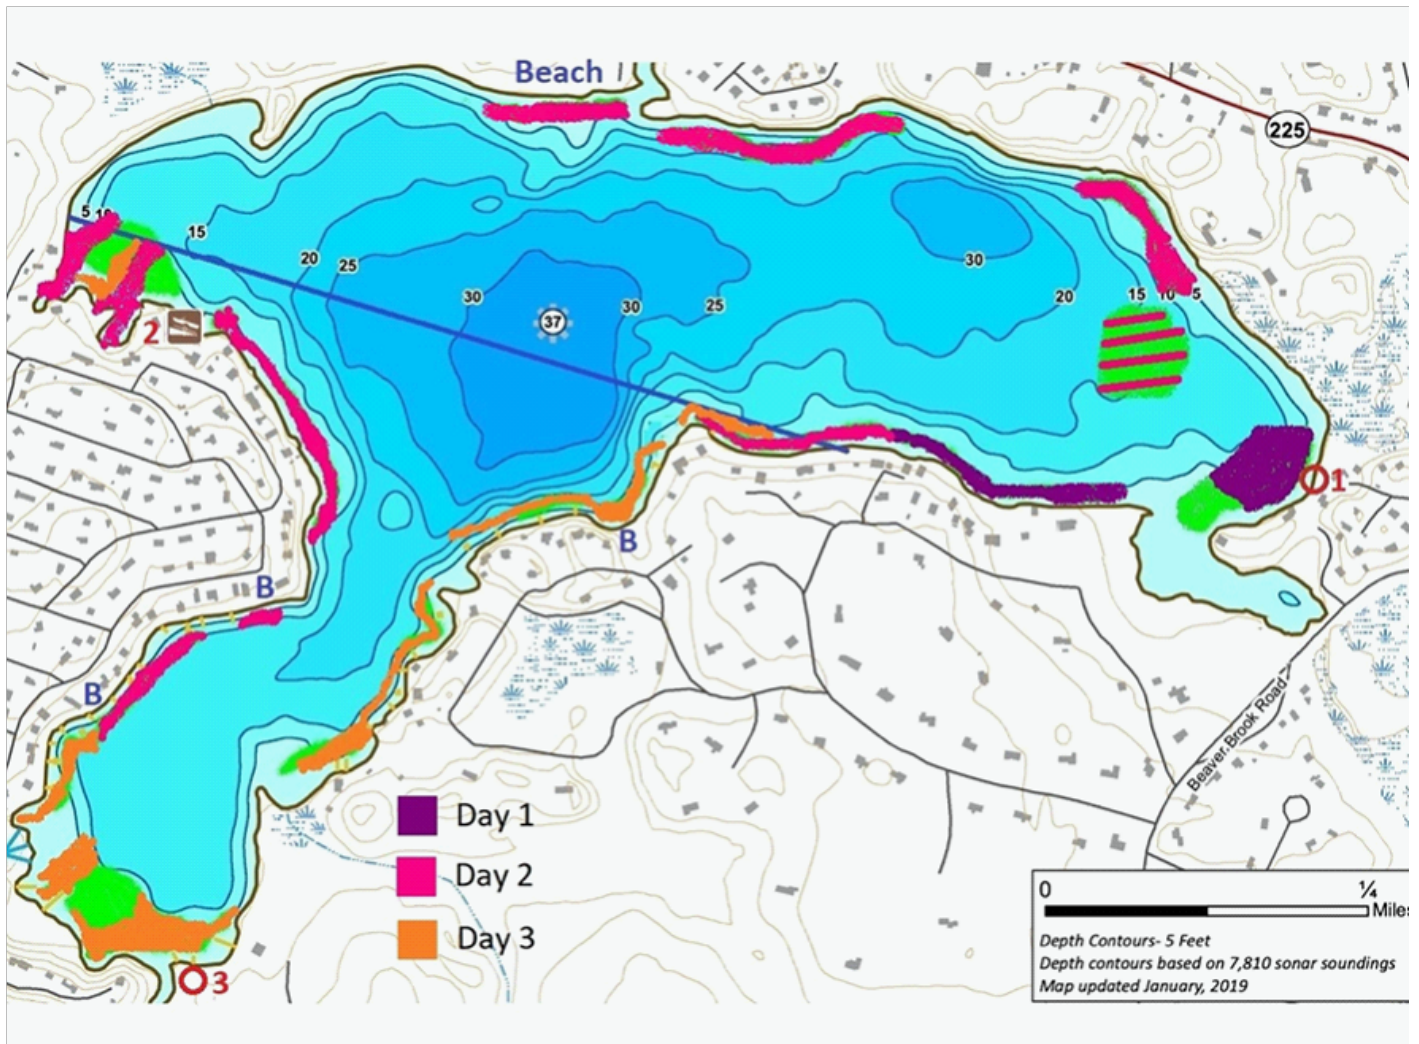 Beach
225
5 10
15
20
25
30
37
30
25
30
20
15 10 5
2
1
B
B
B
Beaver Brook Road
Day 1
Day 2
Day 3
3
0 ¼
Miles
Depth Contours- 5 Feet
Depth contours based on 7,810 sonar soundings
Map updated January, 2019